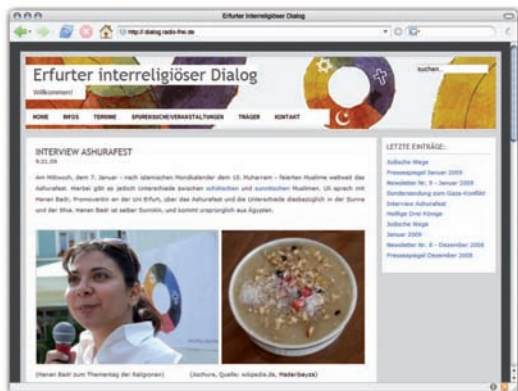 Erfurter Interreligiöser Dialog
http://dialog.radio-frei.de
Erfurter interreligiöser Dialog
Willkommen!
suchen...
HOME INFOS TERMINE SPURENSUCHE/VERANSTALTUNGEN TRÄGER KONTAKT
INTERVIEW ASHURAFEST
9.01.09
Am Mittwoch, dem 7. Januar - nach islamischen Mondkalender dem 10. Muharram - feierten Muslime weltweit das
Ashurafest. Hierbei gibt es jedoch Unterschiede zwischen schiitischen und sunnitischen Muslimen. Uli sprach mit
Hanan Badr, Promoventin an der Uni Erfurt, über das Ashurafest und die Unterschiede diesbezüglich in der Sunna
und der Shia. Hanan Badr ist selber Sunnitin, und kommt ursprünglich aus Ägypten.
(Hanan Badr zum Thementag der Religionen) (Aschura, Quelle: wikipedia.de,
LETZTE EINTRÄGE:
Jüdische Wege
Pressespiegel Januar 2009
Newsletter Nr. 9 - Januar 2009
Sondersendung zum Gaza-Konflikt
Interview Ashurafest
Heilige Drei Könige
Jüdische Wege
Januar 2009
Newsletter Nr. 8 - Dezember 2008
Pressespiegel Dezember 2008